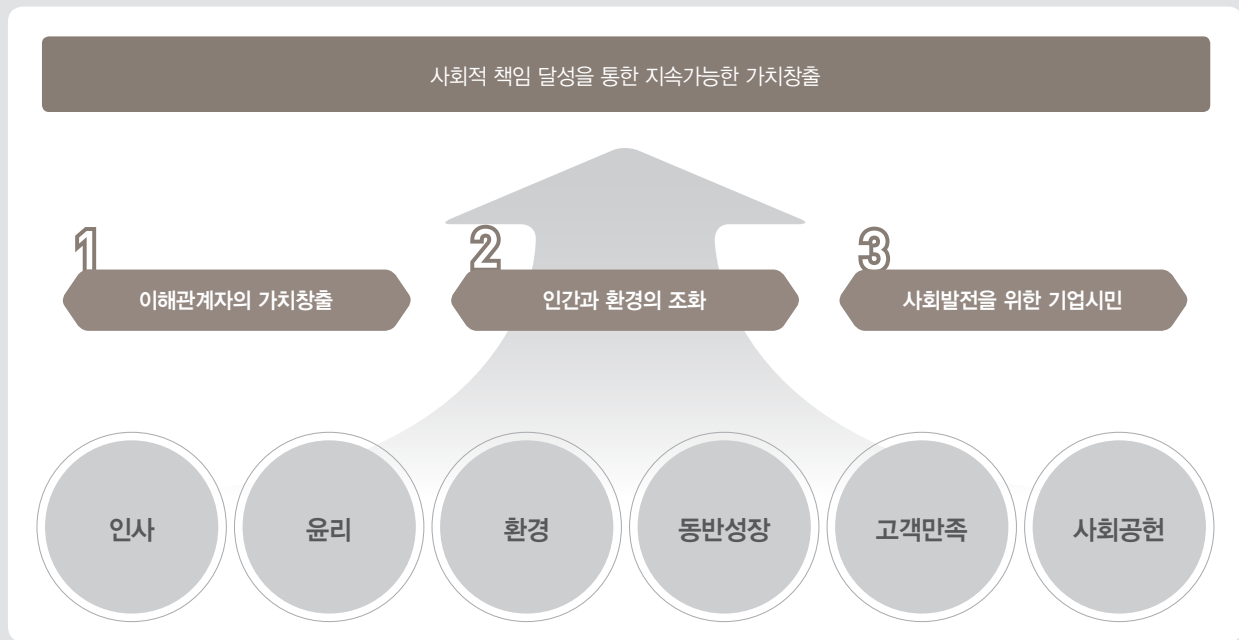 사회적 책임 달성을 통한 지속가능한 가치창출
1
이해관계자의 가치창출
2
인간과 환경의 조화
3
사회발전을 위한 기업시민
인사
윤리
환경
동반성장
고객만족
사회공헌